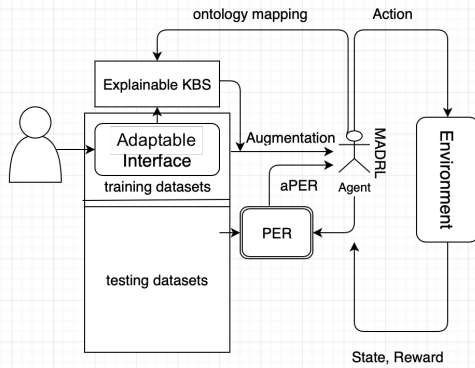 ontology mapping
Action
Explainable KBS
Adaptable
Interface
Augmentation
MADRL
Environment
training datasets
aPER
Agent
PER
testing datasets
State, Reward